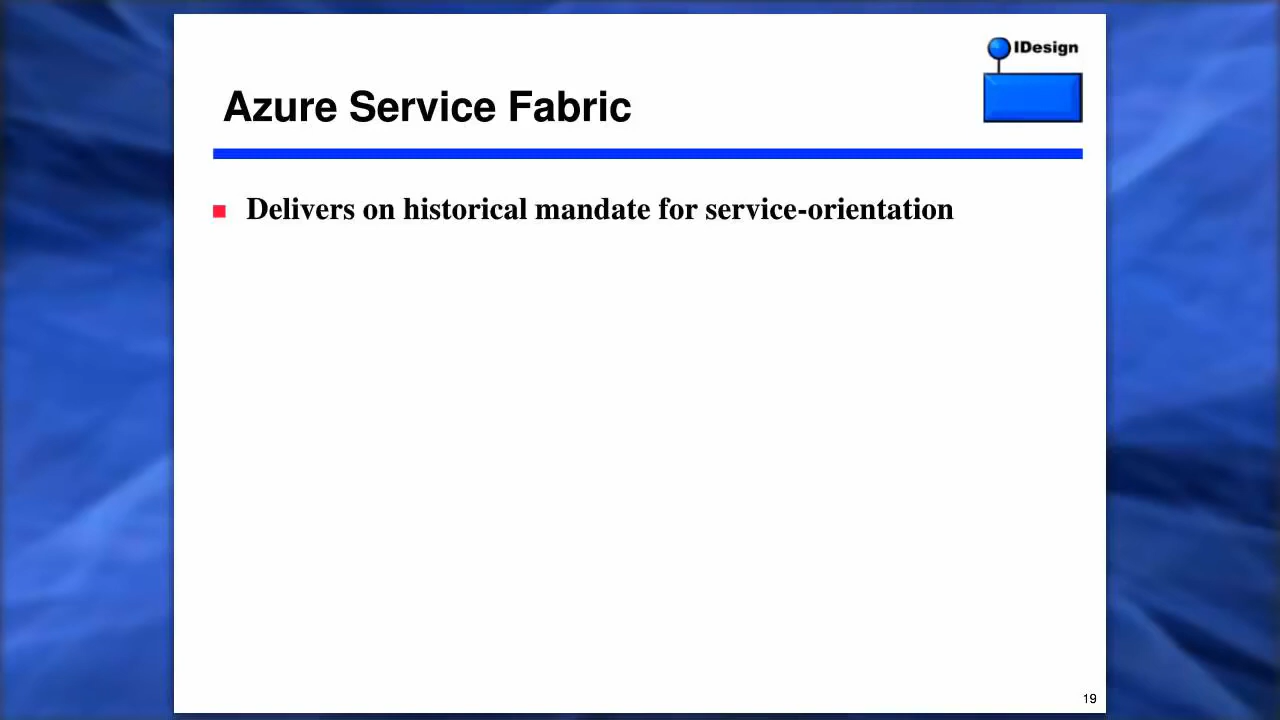 IDesign
Azure Service Fabric
Delivers on historical mandate for service-orientation
19